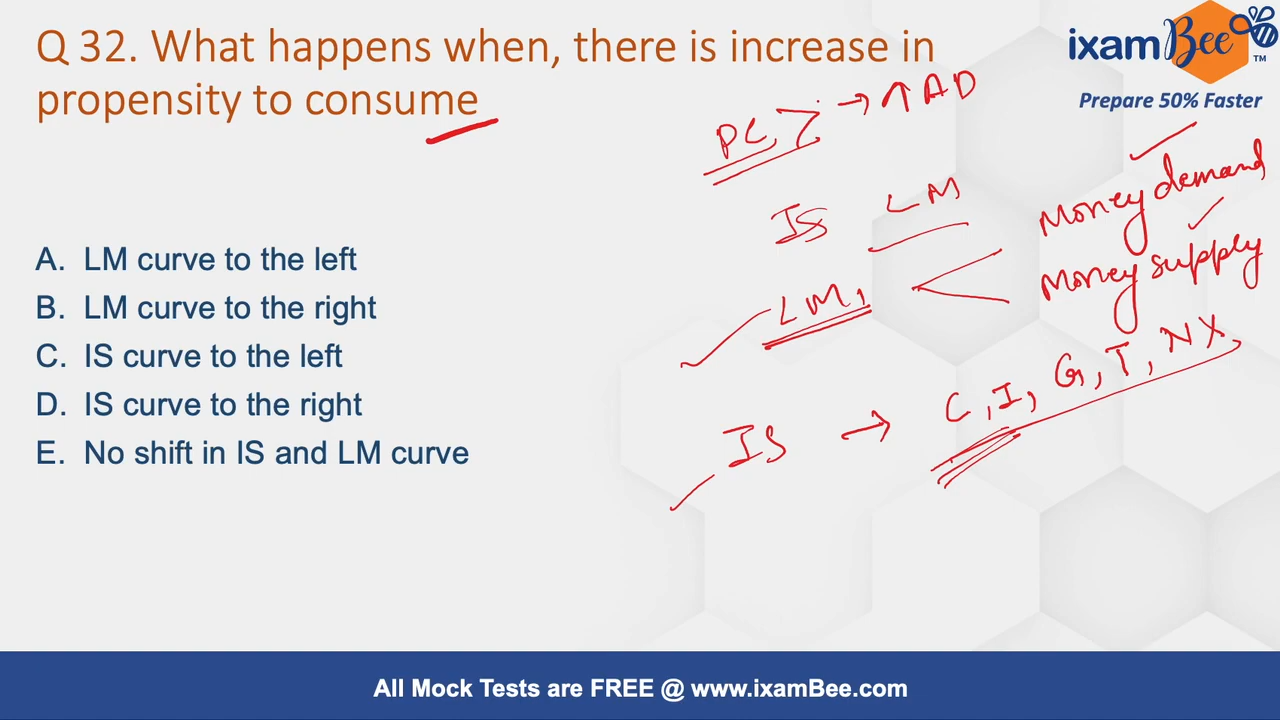 Q 32. What happens when, there is increase in
propensity to consume
ixamBee™
Prepare 50% Faster
PC, → ↑ AD
IS LM
Money demand
LM, Money supply
IS → C, I, G, T, NX,
A. LM curve to the left
B. LM curve to the right
C. IS curve to the left
D. IS curve to the right
E. No shift in IS and LM curve
All Mock Tests are FREE @ www.ixamBee.com